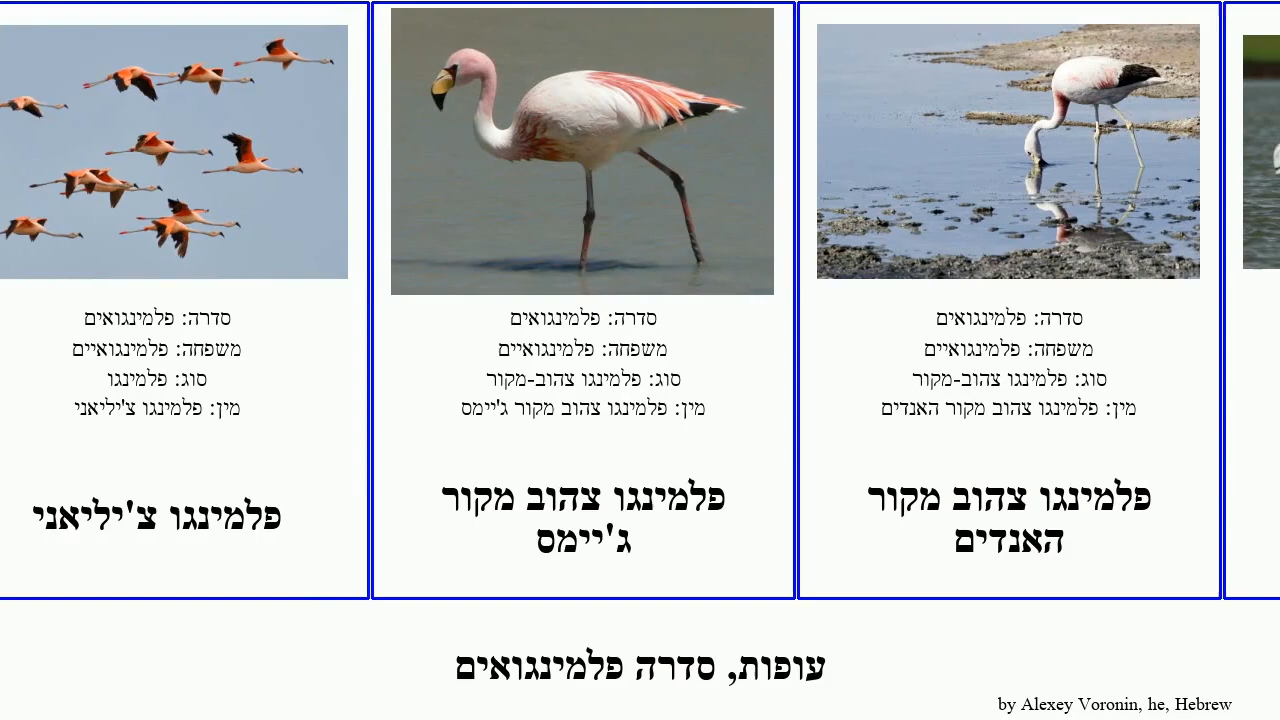 סדרה: פלמינגואים
משפחה: פלמינגואיים
סוג: פלמינגו
מין: פלמינגו צ'יליאני
פלמינגו צ'יליאני
סדרה: פלמינגואים
משפחה: פלמינגואיים
סוג: פלמינגו צהוב-מקור
מין: פלמינגו צהוב מקור ג'יימס
פלמינגו צהוב מקור
ג'יימס
סדרה: פלמינגואים
משפחה: פלמינגואיים
סוג: פלמינגו צהוב-מקור
מין: פלמינגו צהוב מקור האנדים
פלמינגו צהוב מקור
האנדים
עופות, סדרה פלמינגואים
by Alexey Voronin, he, Hebrew